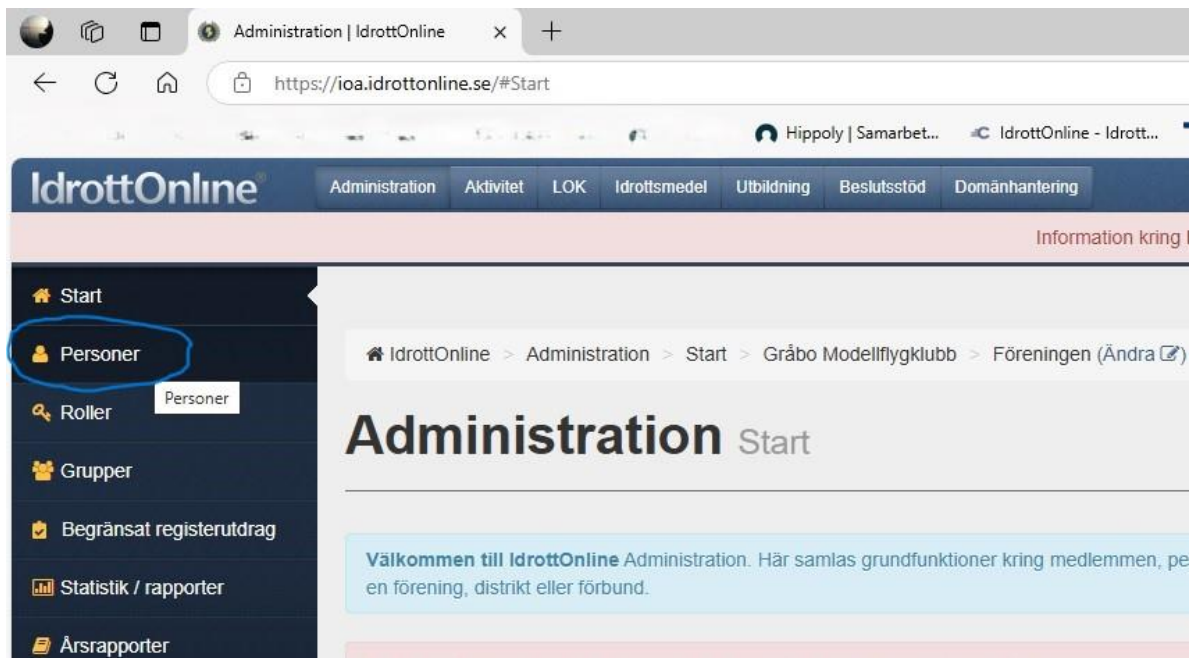 Administration | IdrottOnline
https://ioa.idrottonline.se/#Start
Hippoly | Samarbet...
IdrottOnline - Idrott...
IdrottOnline
Administration Aktivitet LOK Idrottsmedel Utbildning Beslutsstöd Domänhantering
Information kring
Start
Personer
Personer
Roller
Grupper
Begränsat registerutdrag
Statistik / rapporter
Årsrapporter
IdrottOnline > Administration > Start > Gråbo Modellflygklubb > Föreningen (Ändra)
Administration Start
Välkommen till IdrottOnline Administration. Här samlas grundfunktioner kring medlemmen, pe
en förening, distrikt eller förbund.